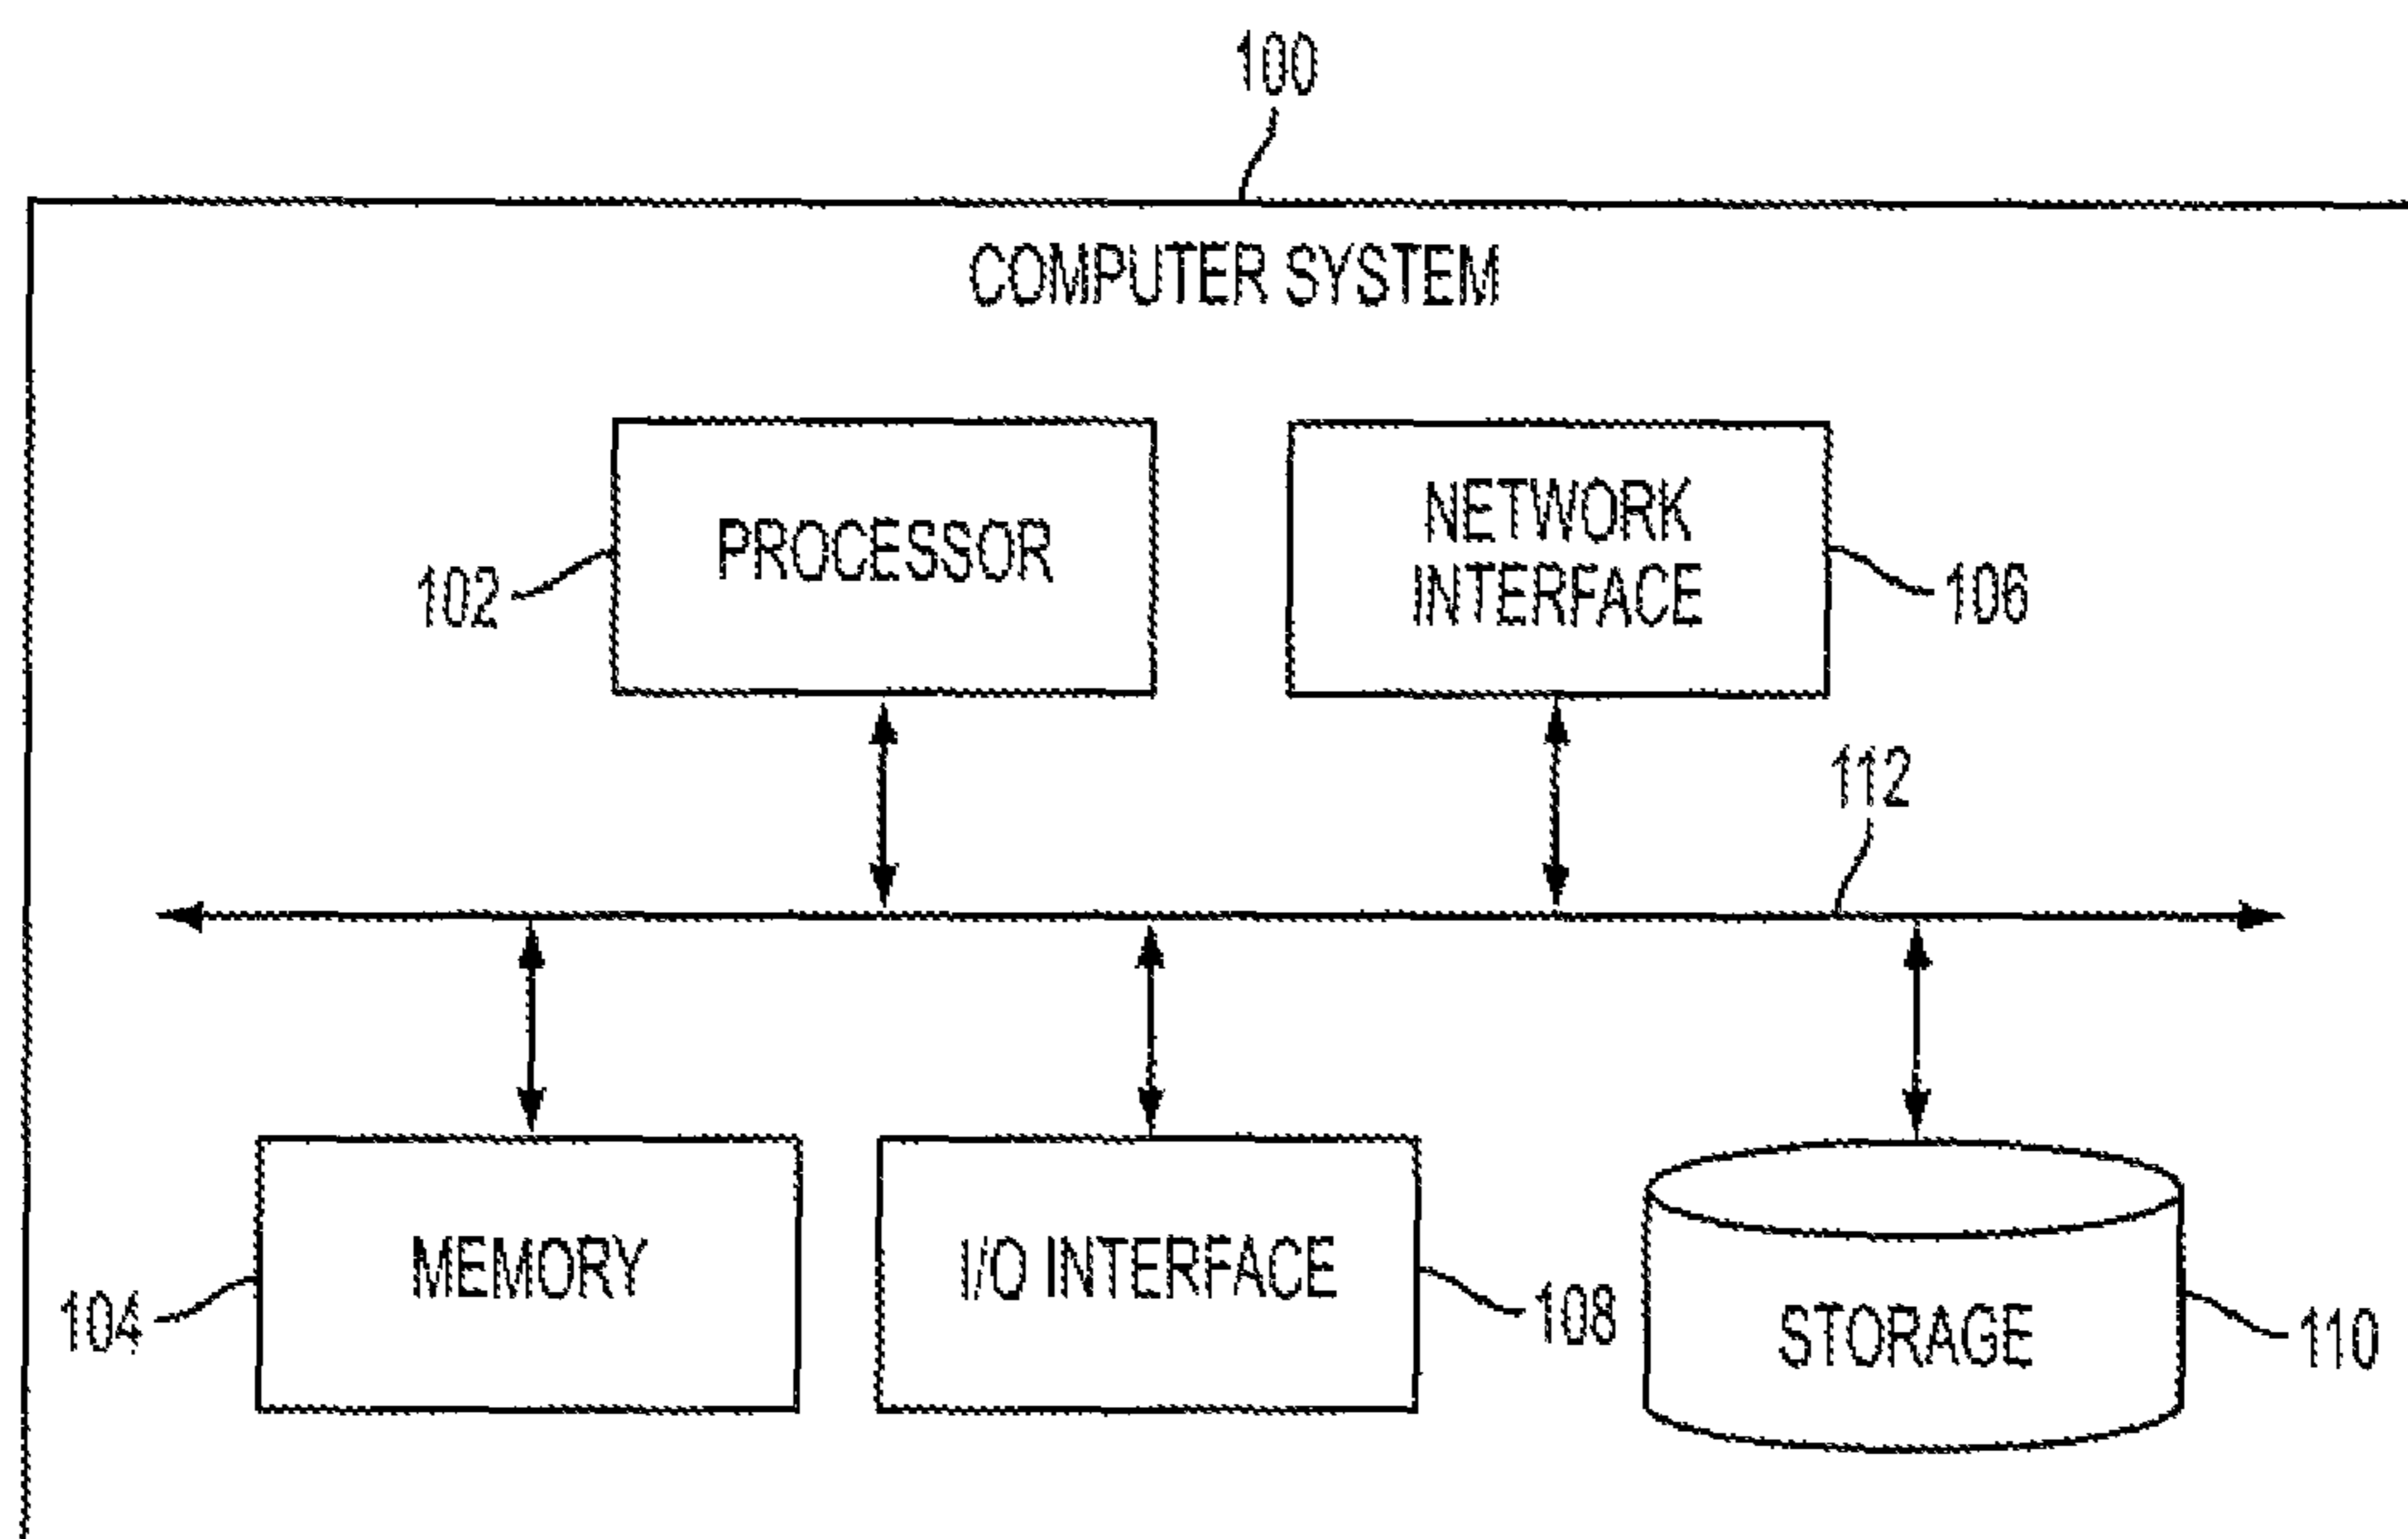 100
COMPUTER SYSTEM
PROCESSOR
NETWORK
INTERFACE
102
106
112
MEMORY
I/O INTERFACE
STORAGE
104
108
110